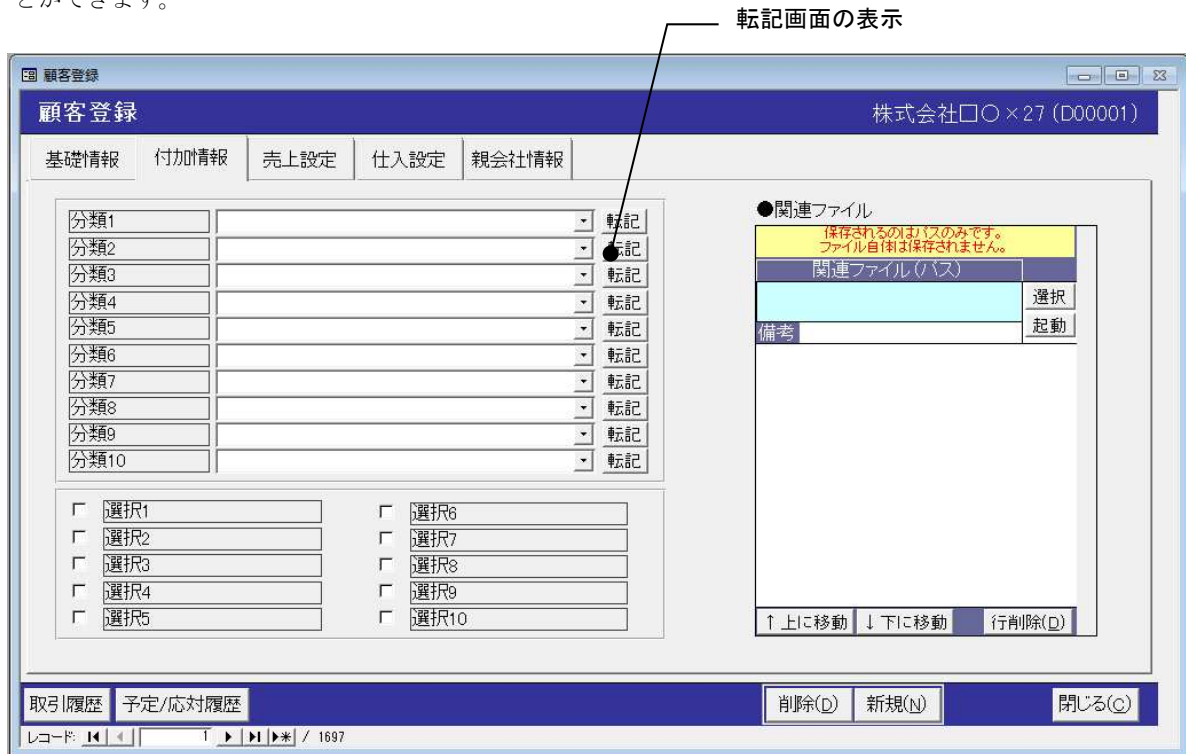 とができます。
転記画面の表示
顧客登録
顧客登録
株式会社□○×27 (D00001)
基礎情報 付加情報 売上設定 仕入設定 親会社情報
分類1 転記
分類2 転記
分類3 転記
分類4 転記
分類5 転記
分類6 転記
分類7 転記
分類8 転記
分類9 転記
分類10 転記
選択1 選択6
選択2 選択7
選択3 選択8
選択4 選択9
選択5 選択10
●関連ファイル
保存されるのはパスのみです。
ファイル自体は保存されません。
関連ファイル(パス)
選択
起動
備考
↑上に移動 ↓下に移動 行削除(D)
取引履歴 予定/応対履歴 削除(D) 新規(N) 閉じる(C)
レコード: 1 / 1697